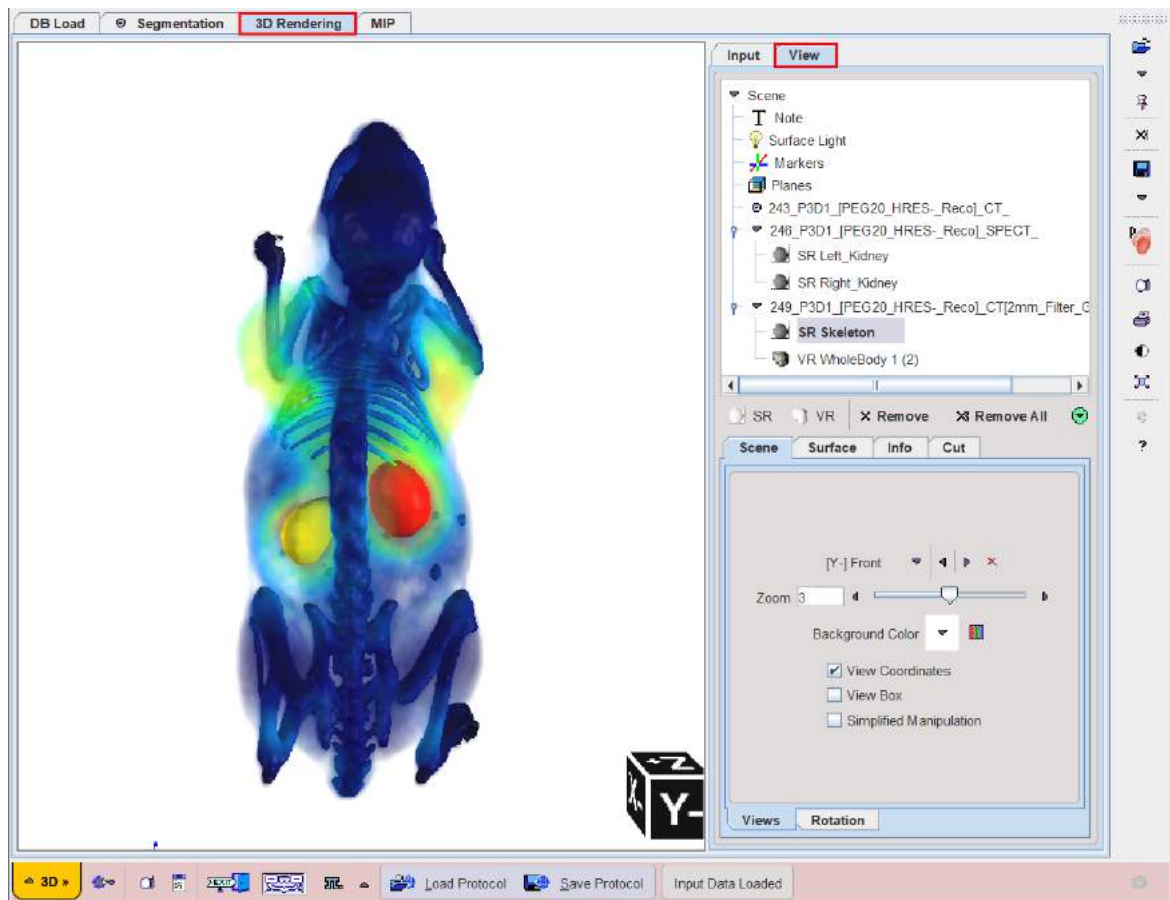 DB Load Segmentation 3D Rendering MIP
Input View
Scene
T Note
Surface Light
Markers
Planes
243_P3D1_[PEG20_HRES-_Reco]_CT_
246_P3D1_[PEG20_HRES-_Reco]_SPECT_
SR Left_Kidney
SR Right_Kidney
249_P3D1_[PEG20_HRES-_Reco]_CT[2mm_Filter_G
SR Skeleton
VR WholeBody 1 (2)
SR VR Remove Remove All
Scene Surface Info Cut
[Y-] Front
Zoom 3
Background Color
View Coordinates
View Box
Simplified Manipulation
Z
X-
Y-
Views Rotation
3D » EXIT Load Protocol Save Protocol Input Data Loaded
?